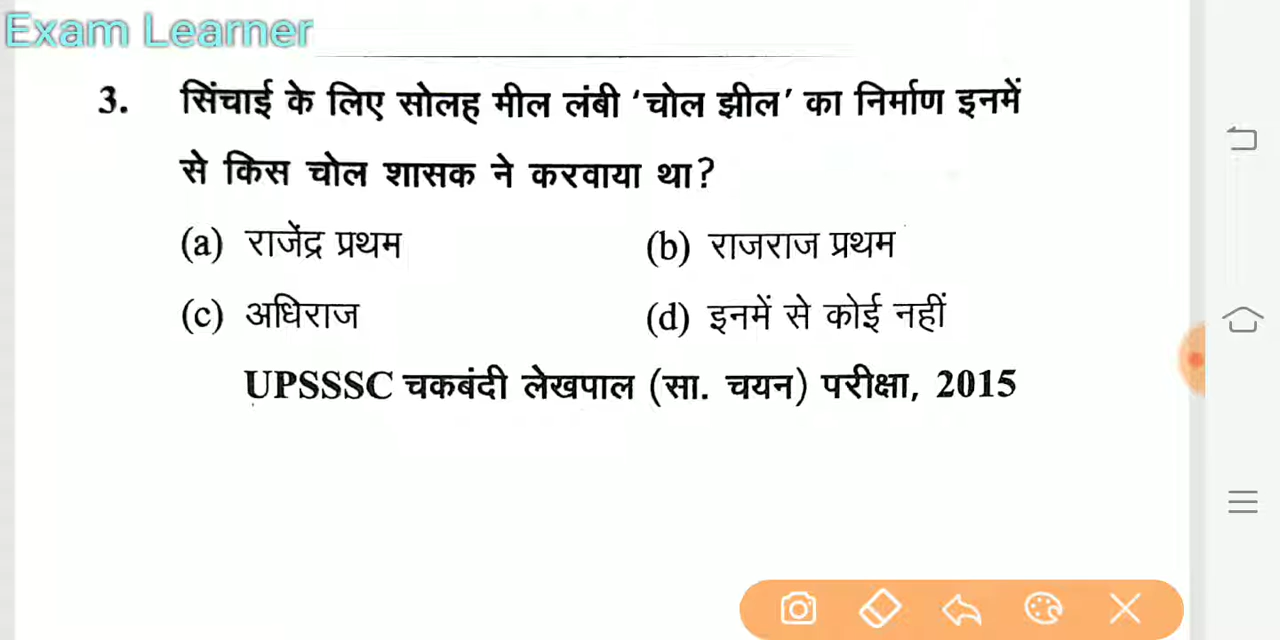 Exam Learner
3. सिंचाई के लिए सोलह मील लंबी ‘चोल झील’ का निर्माण इनमें
से किस चोल शासक ने करवाया था?
(a) राजेंद्र प्रथम (b) राजराज प्रथम
(c) अधिराज (d) इनमें से कोई नहीं
UPSSSC चकबंदी लेखपाल (सा. चयन) परीक्षा, 2015